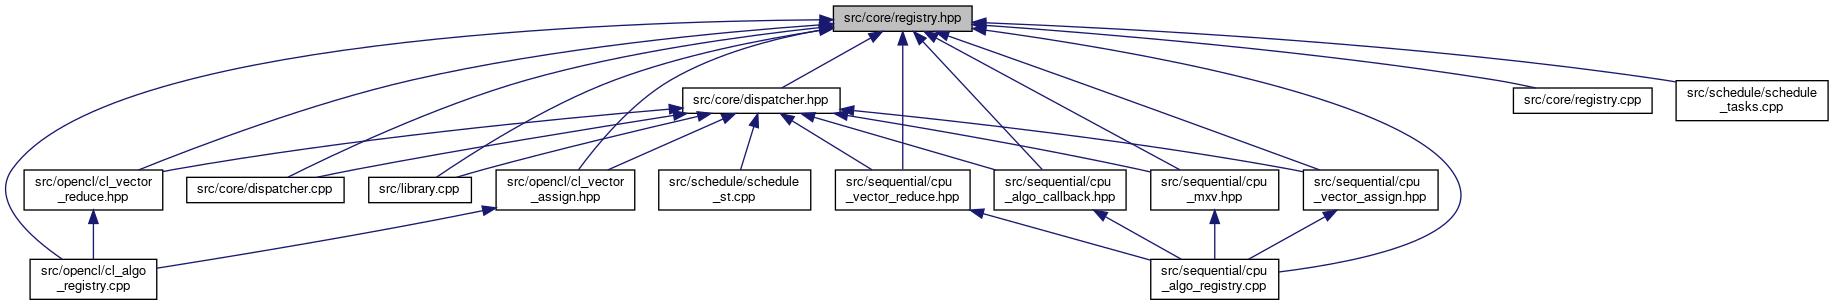 src/core/registry.hpp
src/core/dispatcher.hpp
src/core/registry.cpp
src/schedule/schedule
_tasks.cpp
src/opencl/cl_vector
_reduce.hpp
src/core/dispatcher.cpp
src/library.cpp
src/opencl/cl_vector
_assign.hpp
src/schedule/schedule
_st.cpp
src/sequential/cpu
_vector_reduce.hpp
src/sequential/cpu
_algo_callback.hpp
src/sequential/cpu
_mxv.hpp
src/sequential/cpu
_vector_assign.hpp
src/opencl/cl_algo
_registry.cpp
src/sequential/cpu
_algo_registry.cpp